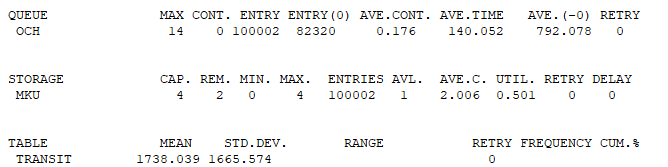 QUEUE MAX CONT. ENTRY ENTRY(0) AVE.CONT. AVE.TIME AVE.(-0) RETRY
OCH 14 0 100002 82320 0.176 140.052 792.078 0
STORAGE CAP. REM. MIN. MAX. ENTRIES AVL. AVE.C. UTIL. RETRY DELAY
MKU 4 2 0 4 100002 1 2.006 0.501 0 0
TABLE MEAN STD.DEV. RANGE RETRY FREQUENCY CUM.%
TRANSIT 1738.039 1665.574 0